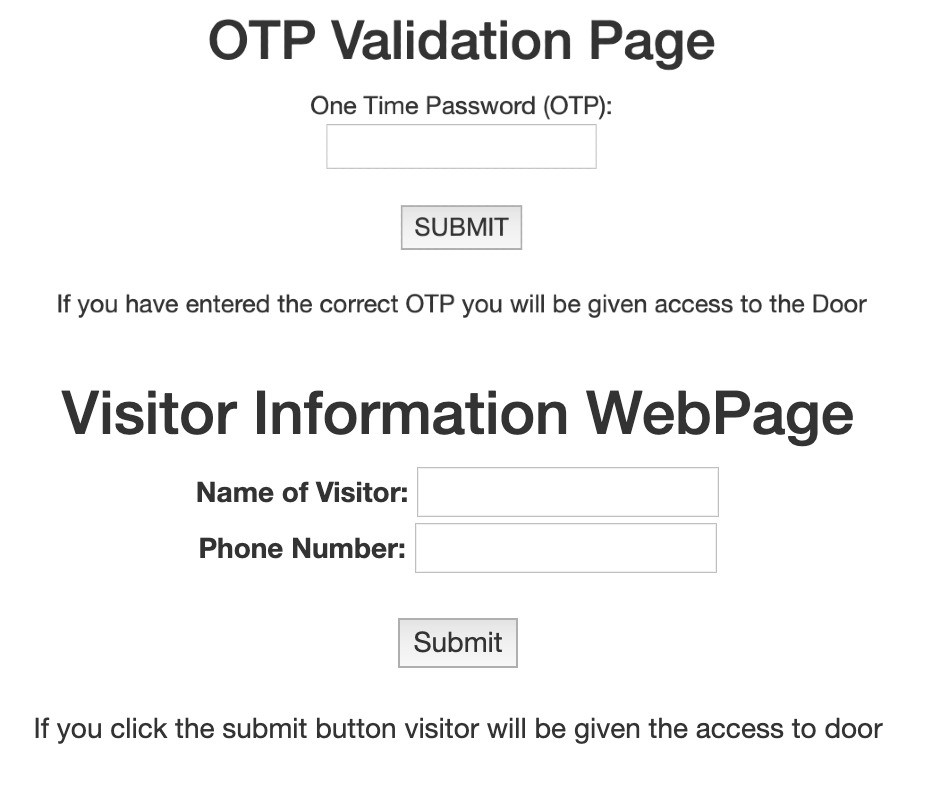 OTP Validation Page
One Time Password (OTP):
SUBMIT
If you have entered the correct OTP you will be given access to the Door
Visitor Information WebPage
Name of Visitor:
Phone Number:
Submit
If you click the submit button visitor will be given the access to door